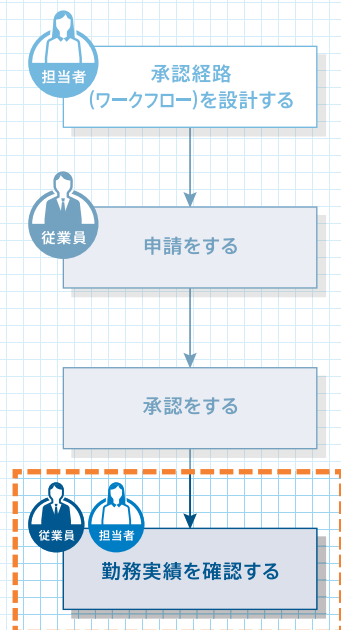 担当者
承認経路
(ワークフロー)を設計する
従業員
申請をする
承認をする
従業員
担当者
勤務実績を確認する